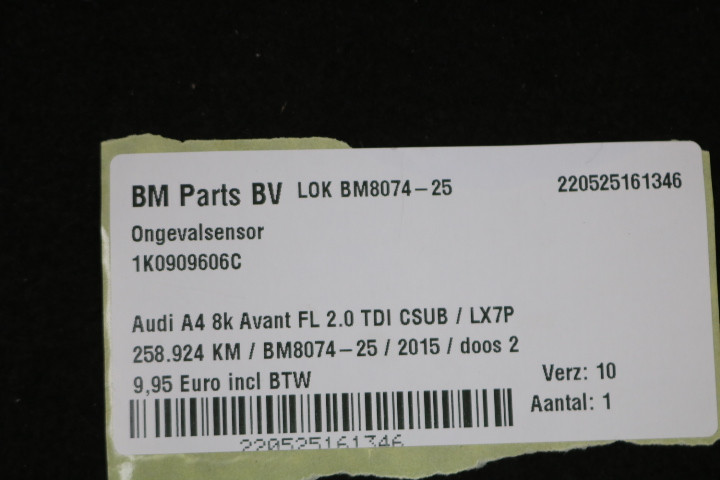 BM Parts BV LOK BM8074-25 220525161346
Ongevalsensor
1K0909606C
Audi A4 8k Avant FL 2.0 TDI CSUB / LX7P
258.924 KM / BM8074-25 / 2015 / doos 2
9,95 Euro incl BTW Verz: 10
Aantal: 1
220525161346